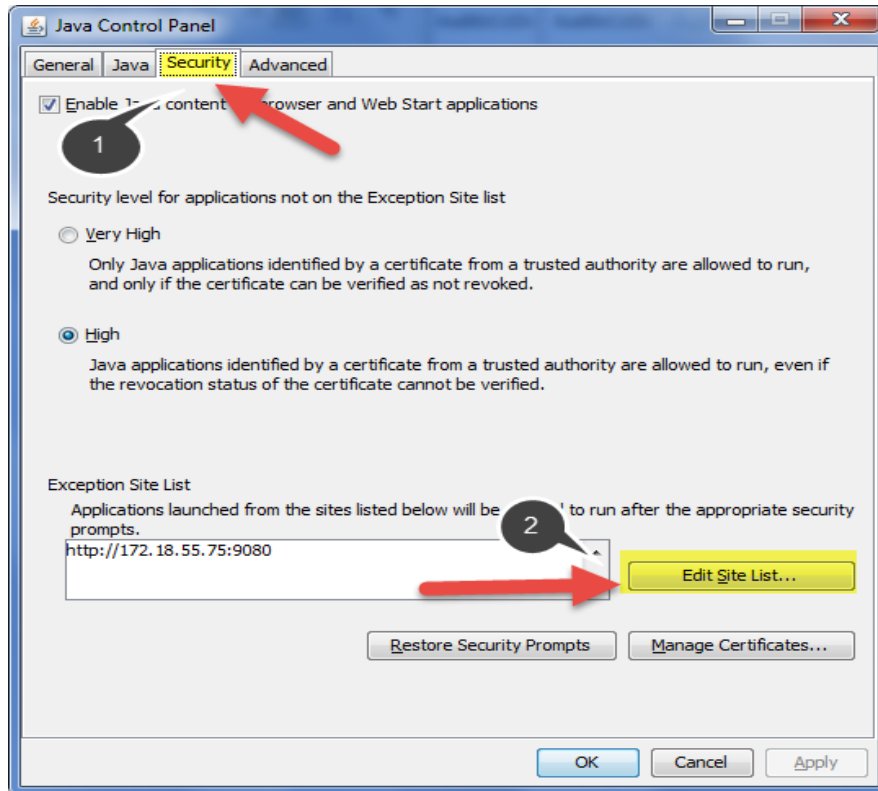 Java Control Panel
General Java Security Advanced
Enable content browser and Web Start applications
1
Security level for applications not on the Exception Site list
Very High
Only Java applications identified by a certificate from a trusted authority are allowed to run,
and only if the certificate can be verified as not revoked.
High
Java applications identified by a certificate from a trusted authority are allowed to run, even if
the revocation status of the certificate cannot be verified.
Exception Site List
Applications launched from the sites listed below will be to run after the appropriate security
prompts.
2
http://172.18.55.75:9080
Edit Site List...
Restore Security Prompts Manage Certificates...
OK Cancel Apply